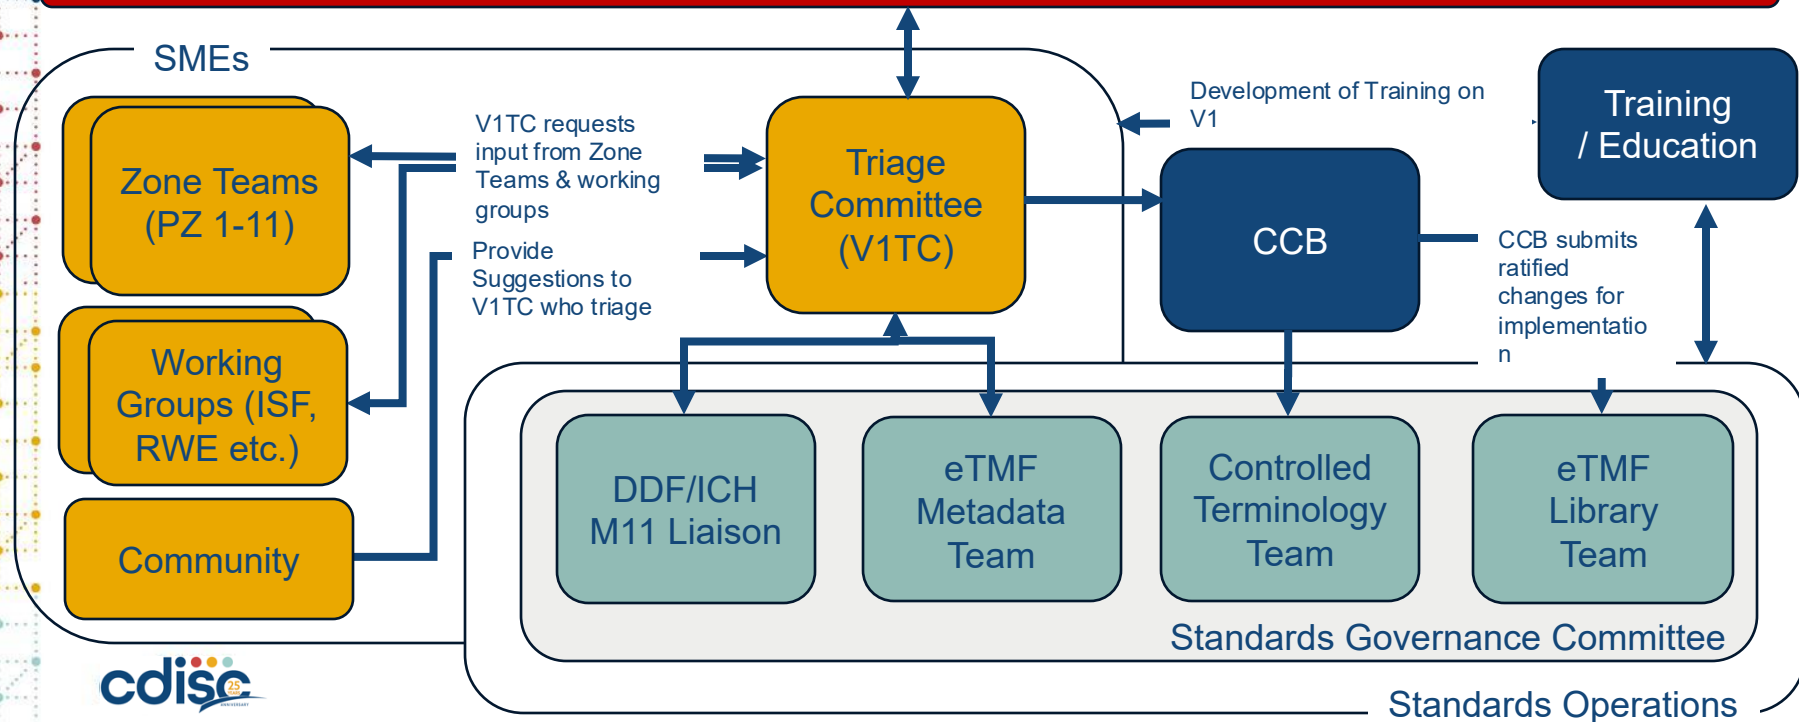 SMEs
Zone Teams
(PZ 1-11)
Working
Groups (ISF,
RWE etc.)
Community
V1TC requests
input from Zone
Teams & working
groups
Provide
Suggestions to
V1TC who triage
Triage
Committee
(V1TC)
Development of Training on
V1
Training
/ Education
CCB
CCB submits
ratified
changes for
implementatio
n
DDF/ICH
M11 Liaison
eTMF
Metadata
Team
Controlled
Terminology
Team
eTMF
Library
Team
Standards Governance Committee
Standards Operations
cdisc
25
YEARS
ANNIVERSARY